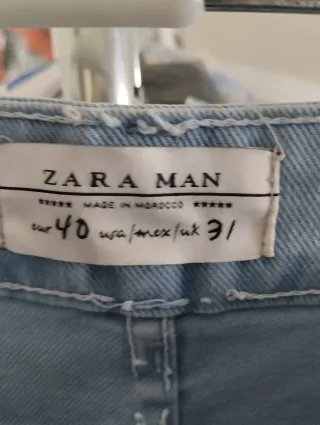 ZARA MAN
***** MADE IN MOROCCO *****
eur 40 usa/mex/uk 31